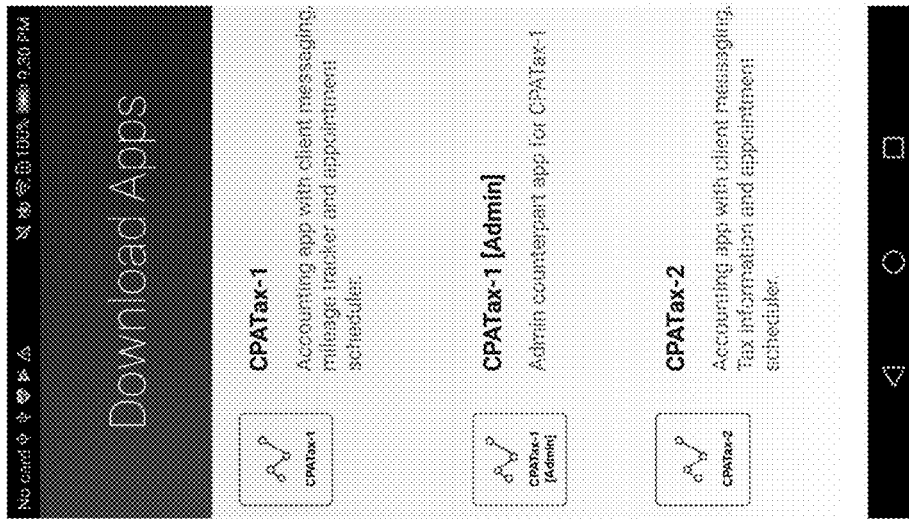 No card 100% 9:30 PM
Download Apps
CPATax-1
CPATax-1
Accounting app with client messaging,
mileage tracker and appointment
scheduler.
CPATax-1
[Admin]
CPATax-1 [Admin]
Admin counterpart app for CPATax-1
CPATax-2
CPATax-2
Accounting app with client messaging,
Tax information and appointment
scheduler.